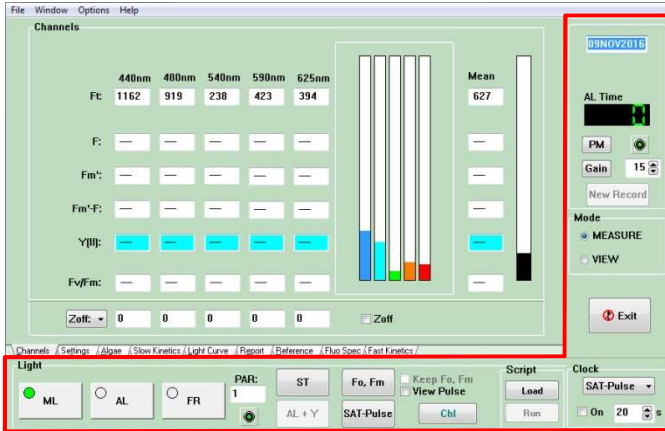 File Window Options Help
Channels
440nm 480nm 540nm 590nm 625nm Mean
Ft: 1162 919 238 423 394 627
F: — — — — — —
Fm': — — — — — —
Fm'-F: — — — — — —
Y(II): — — — — — —
Fv/Fm: — — — — — —
Zoff: 0 0 0 0 0 Zoff
Channels Settings Algae Slow Kinetics Light Curve Report Reference Fluo Spec Fast Kinetics
09NOV2016
AL Time
0
PM
Gain 15
New Record
Mode
MEASURE
VIEW
Exit
Light
ML AL FR
PAR:
1
ST
AL + Y
Fo, Fm
SAT-Pulse
Keep Fo, Fm
View Pulse
Chl
Script
Load
Run
Clock
SAT-Pulse
On 20 s